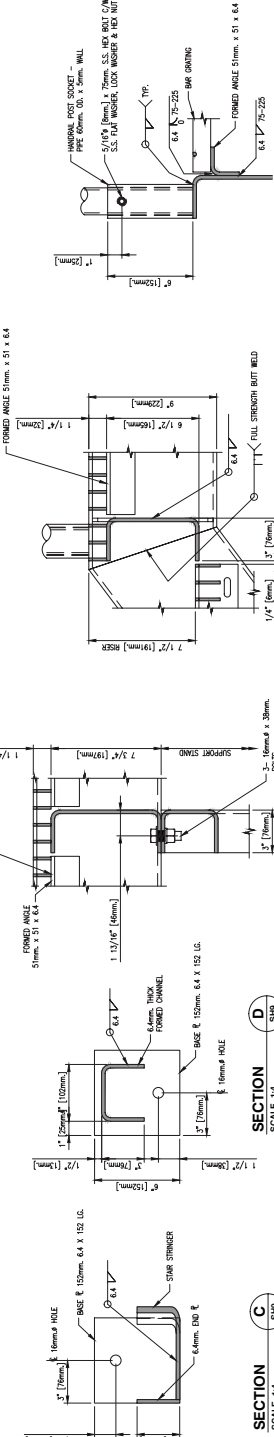 3" [76mm.]
℄ 16mm.ø HOLE
BASE ℄ 152mm. 6.4 X 152 LG.
6.4
STAIR STRINGER
6.4mm. END ℄
SECTION
C
SH9
SCALE 1:4
6" [152mm.]
1/2" [13mm.]
3" [76mm.]
1 1/2" [38mm.]
1" [25mm.]
4" [102mm.]
6.4
6.4mm. THICK
FORMED CHANNEL
BASE ℄ 152mm. 6.4 X 152 LG.
℄ 16mm.ø HOLE
3" [76mm.]
SECTION
D
SH9
SCALE 1:4
FORMED ANGLE
51mm. x 51 x 6.4
1 1/4"
7 3/4" [197mm.]
SUPPORT STAND
1 13/16" [46mm.]
3- 16mm.ø x 38mm.
3" [76mm.]
FORMED ANGLE 51mm. x 51 x 6.4
7 1/2" [191mm.] RISER
1 1/4" [32mm.]
6 1/2" [165mm.]
9" [229mm.]
6.4
FULL STRENGTH BUTT WELD
1/4" [6mm.]
3" [76mm.]
HANDRAIL POST SOCKET -
PIPE 60mm. OD. x 5mm. WALL
5/16"ø [8mm.] x 75mm. S.S. HEX BOLT C/W
S.S. FLAT WASHER, LOCK WASHER & HEX NUT
1" [25mm.]
6" [152mm.]
TYP.
6.4
75-225
0
BAR GRATING
FORMED ANGLE 51mm. x 51 x 6.4
6.4
75-225